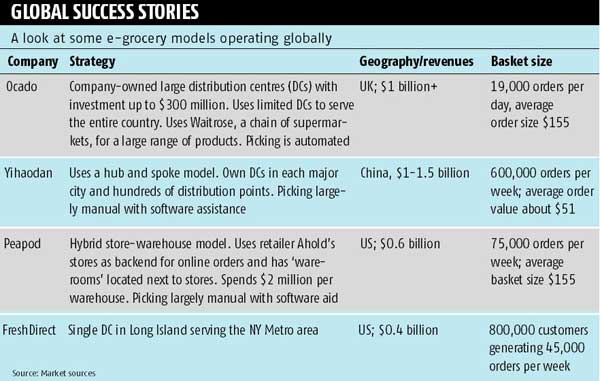 GLOBAL SUCCESS STORIES
A look at some e-grocery models operating globally
Company Strategy Geography/revenues Basket size
Ocado Company-owned large distribution centres (DCs) with UK; $1 billion+ 19,000 orders per
investment up to $300 million. Uses limited DCs to serve day, average
the entire country. Uses Waitrose, a chain of supermar- order size $155
kets, for a large range of products. Picking is automated
Yihaodan Uses a hub and spoke model. Own DCs in each major China, $1-1.5 billion 600,000 orders per
city and hundreds of distribution points. Picking large- week; average order
ly manual with software assistance value about $51
Peapod Hybrid store-warehouse model. Uses retailer Ahold's US; $0.6 billion 75,000 orders per
stores as backend for online orders and has 'ware- week; average
rooms' located next to stores. Spends $2 million per basket size $155
warehouse. Picking largely manual with software aid
FreshDirect Single DC in Long Island serving the NY Metro area US; $0.4 billion 800,000 customers
generating 45,000
orders per week
Source: Market sources